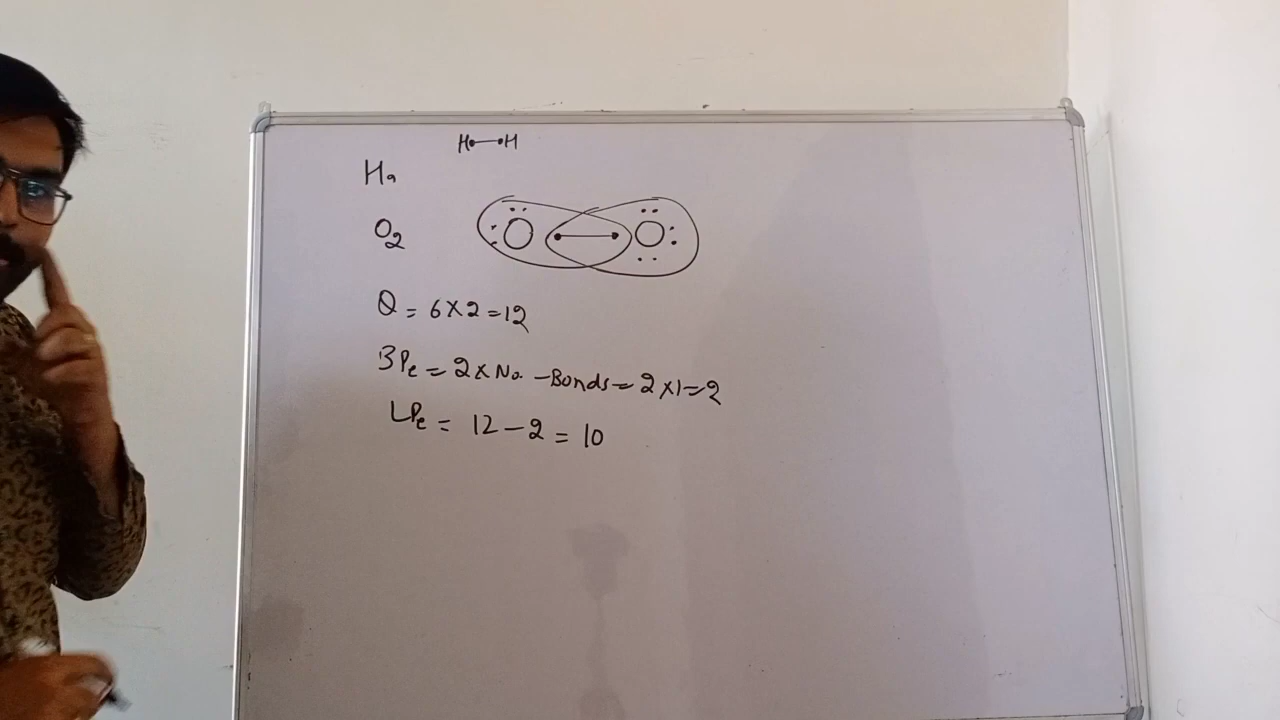 H—H
H2
O2
O — O
Q = 6×2=12
BPe = 2×No-Bonds=2×1=2
LPe = 12-2=10